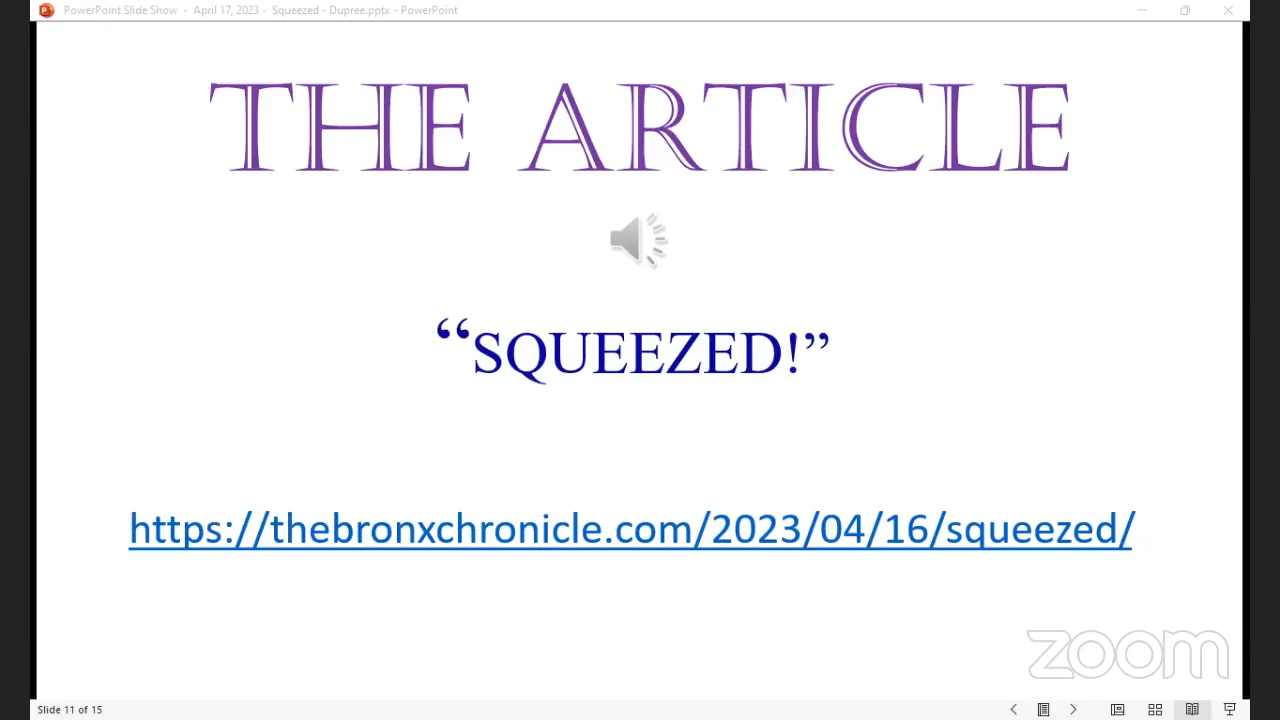 PowerPoint Slide Show - April 17, 2023 - Squeezed - Dupree.pptx - PowerPoint
THE ARTICLE
“SQUEEZED!”
https://thebronxchronicle.com/2023/04/16/squeezed/
zoom
Slide 11 of 15